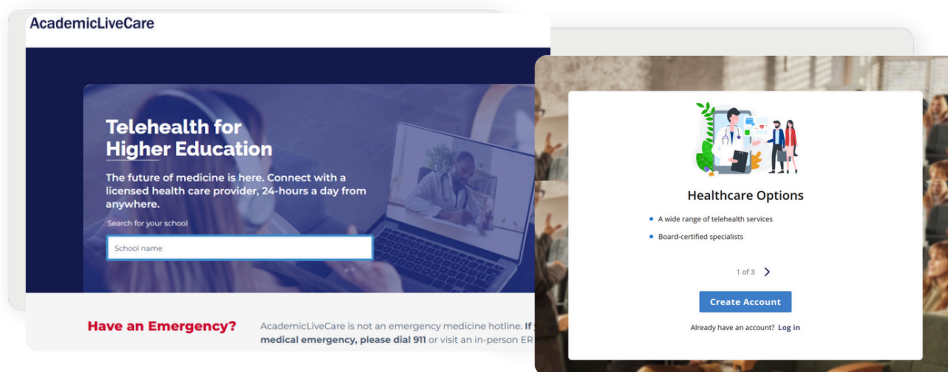 AcademicLiveCare
Telehealth for
Higher Education
The future of medicine is here. Connect with a
licensed health care provider, 24-hours a day from
anywhere.
Search for your school
School name
Have an Emergency?
AcademicLiveCare is not an emergency medicine hotline. If
medical emergency, please dial 911 or visit an in-person ER
Healthcare Options
A wide range of telehealth services
Board-certified specialists
1 of 3
Create Account
Already have an account? Log in